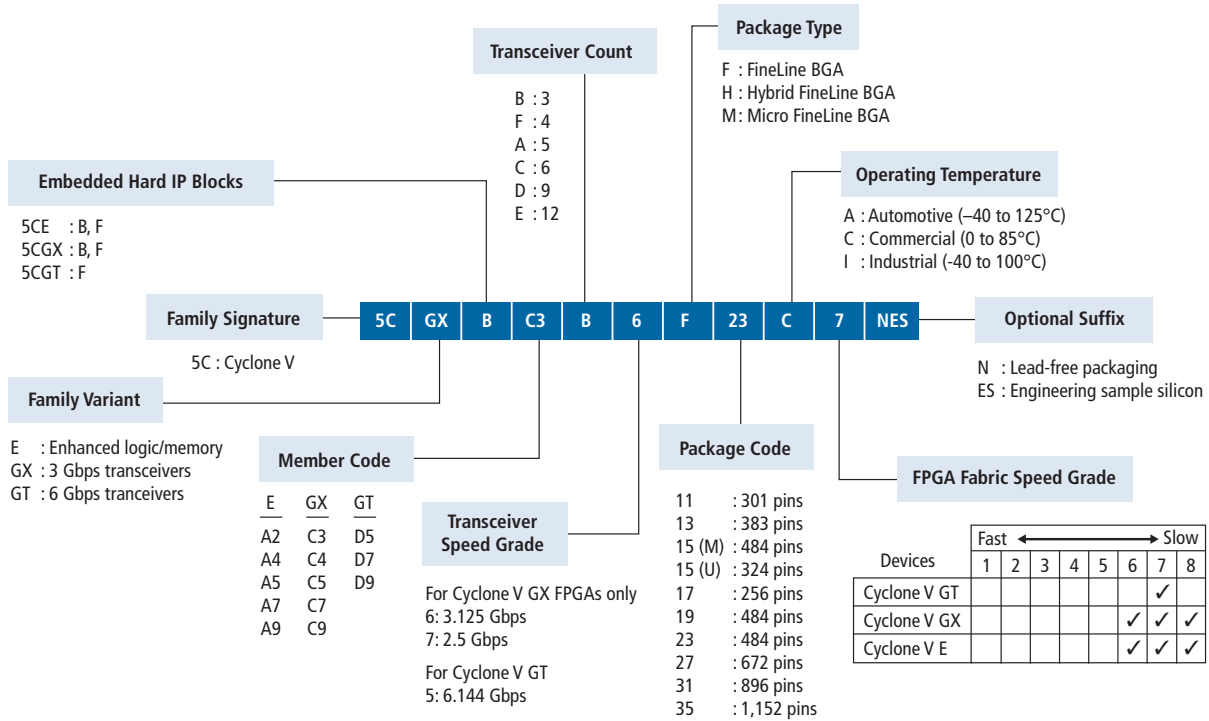 Package Type
F : FineLine BGA
H : Hybrid FineLine BGA
M : Micro FineLine BGA
Transceiver Count
B : 3
F : 4
A : 5
C : 6
D : 9
E : 12
Embedded Hard IP Blocks
5CE : B, F
5CGX : B, F
5CGT : F
Operating Temperature
A : Automotive (–40 to 125°C)
C : Commercial (0 to 85°C)
I : Industrial (-40 to 100°C)
Family Signature
5C : Cyclone V
5C GX B C3 B 6 F 23 C 7 NES
Optional Suffix
N : Lead-free packaging
ES : Engineering sample silicon
Family Variant
E : Enhanced logic/memory
GX : 3 Gbps transceivers
GT : 6 Gbps tranceivers
Member Code
E GX GT
A2 C3 D5
A4 C4 D7
A5 C5 D9
A7 C7
A9 C9
Transceiver
Speed Grade
For Cyclone V GX FPGAs only
6: 3.125 Gbps
7: 2.5 Gbps
For Cyclone V GT
5: 6.144 Gbps
Package Code
11 : 301 pins
13 : 383 pins
15 (M) : 484 pins
15 (U) : 324 pins
17 : 256 pins
19 : 484 pins
23 : 484 pins
27 : 672 pins
31 : 896 pins
35 : 1,152 pins
FPGA Fabric Speed Grade
Fast Slow
Devices 1 2 3 4 5 6 7 8
Cyclone V GT ✓
Cyclone V GX ✓ ✓ ✓
Cyclone V E ✓ ✓ ✓